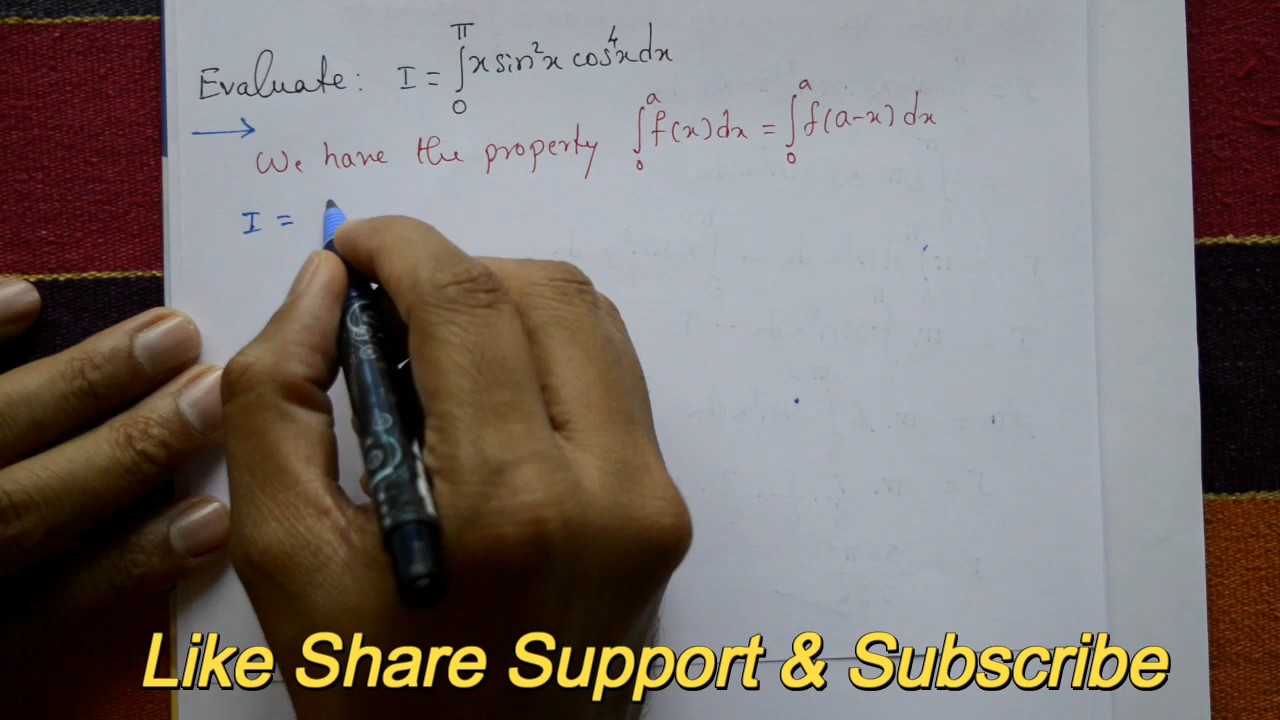 Evaluate: I = ∫₀^π x sin²x cos⁴x dx
We have the property ∫₀^a f(x) dx = ∫₀^a f(a-x) dx
I =
Like Share Support & Subscribe